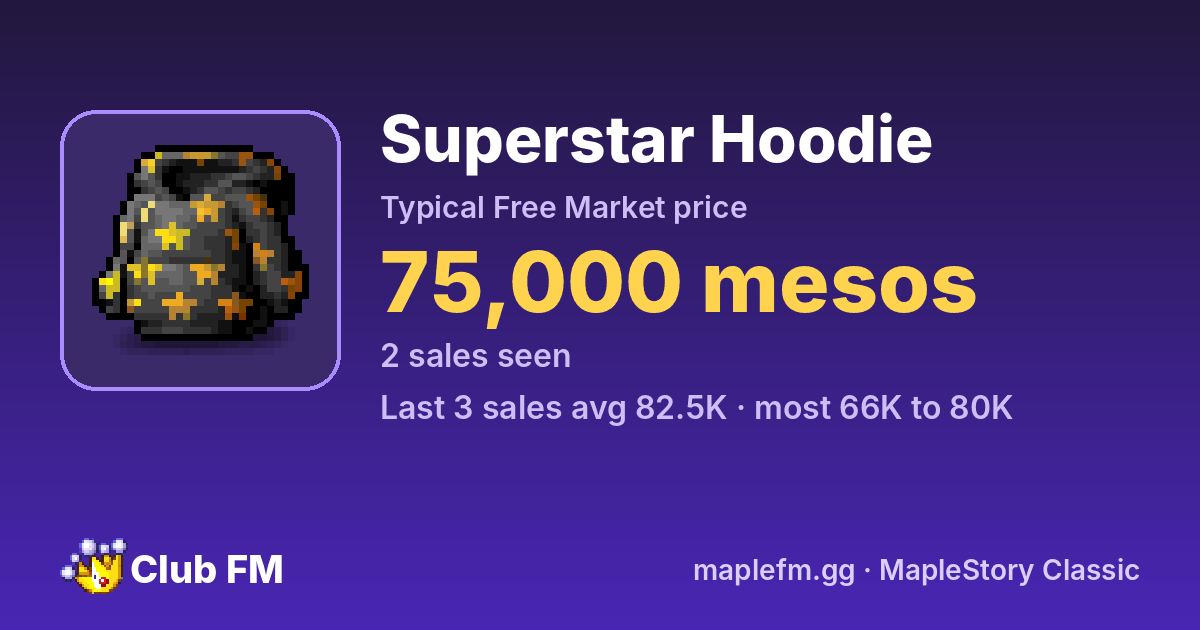 Superstar Hoodie
Typical Free Market price
75,000 mesos
2 sales seen
Last 3 sales avg 82.5K · most 66K to 80K
Club FM
maplefm.gg · MapleStory Classic